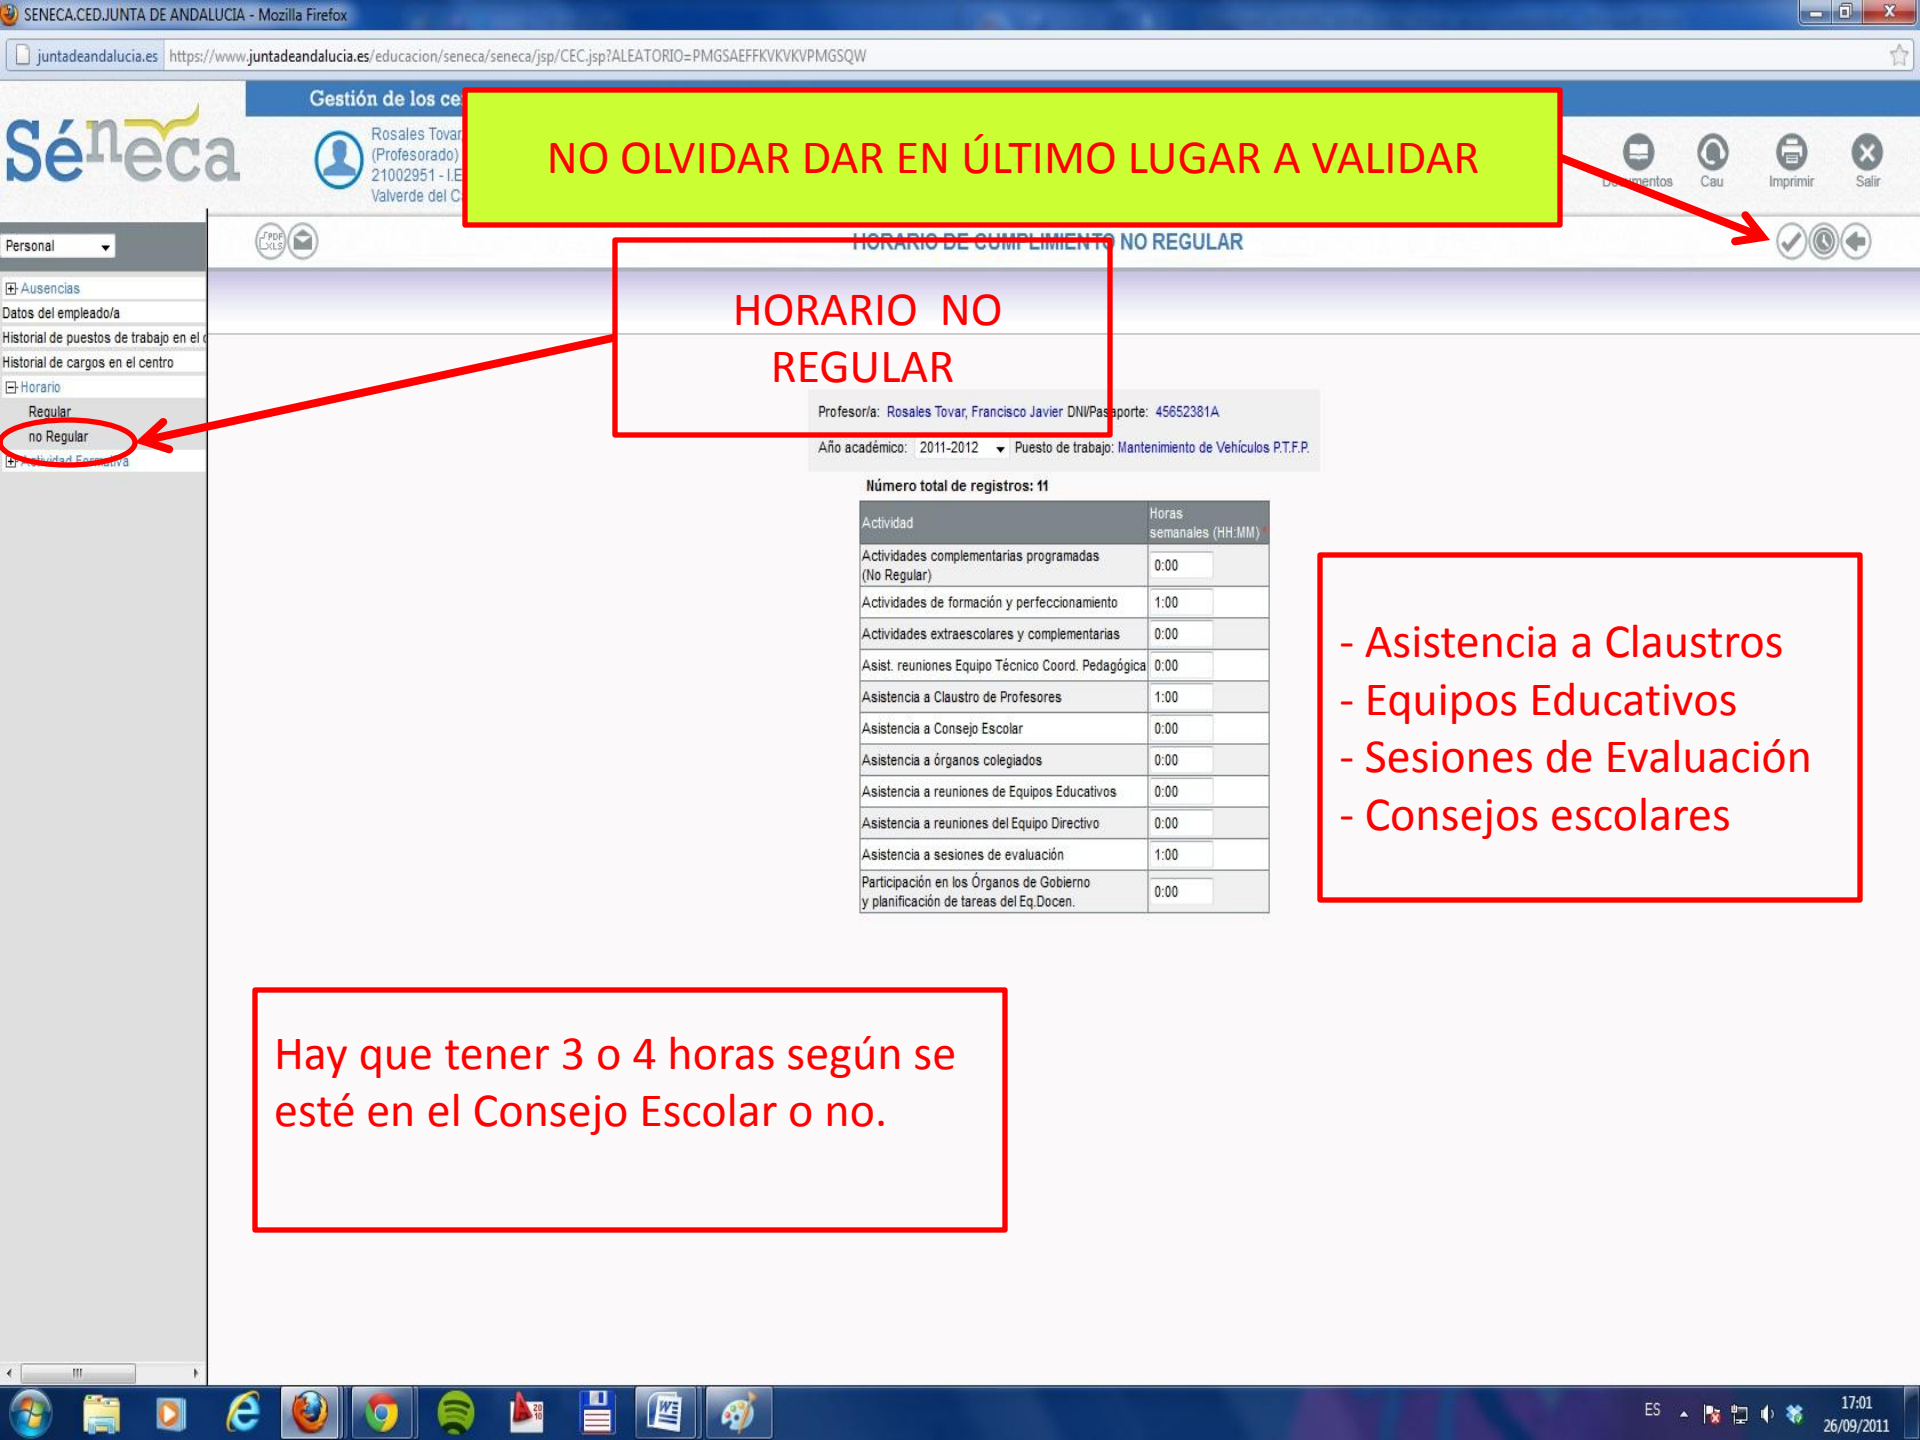 SENECA.CED.JUNTA DE ANDALUCIA - Mozilla Firefox
juntadeandalucia.es https://www.juntadeandalucia.es/educacion/seneca/seneca/jsp/CEC.jsp?ALEATORIO=PMGSAEFFKVKVKVPMGSQW
Séneca
Gestión de los
Rosales Tovar
(Profesorado)
21002951 - I.E
Valverde del
NO OLVIDAR DAR EN ÚLTIMO LUGAR A VALIDAR
Documentos
Cau
Imprimir
Salir
Personal
PDF
XLS
HORARIO DE CUMPLIMIENTO NO REGULAR
HORARIO NO
REGULAR
Ausencias
Datos del empleado/a
Historial de puestos de trabajo en el
Historial de cargos en el centro
Horario
Regular
no Regular
Actividad Formativa
Profesor/a: Rosales Tovar, Francisco Javier DNI/Pasaporte: 45652381A
Año académico: 2011-2012 Puesto de trabajo: Mantenimiento de Vehículos P.T.F.P.
Número total de registros: 11
Actividad
Horas
semanales (HH:MM) *
Actividades complementarias programadas
(No Regular)
0:00
Actividades de formación y perfeccionamiento 1:00
Actividades extraescolares y complementarias 0:00
Asist. reuniones Equipo Técnico Coord. Pedagógica 0:00
Asistencia a Claustro de Profesores 1:00
Asistencia a Consejo Escolar 0:00
Asistencia a órganos colegiados 0:00
Asistencia a reuniones de Equipos Educativos 0:00
Asistencia a reuniones del Equipo Directivo 0:00
Asistencia a sesiones de evaluación 1:00
Participación en los Órganos de Gobierno
y planificación de tareas del Eq.Docen.
0:00
- Asistencia a Claustros
- Equipos Educativos
- Sesiones de Evaluación
- Consejos escolares
Hay que tener 3 o 4 horas según se
esté en el Consejo Escolar o no.
ES
17:01
26/09/2011